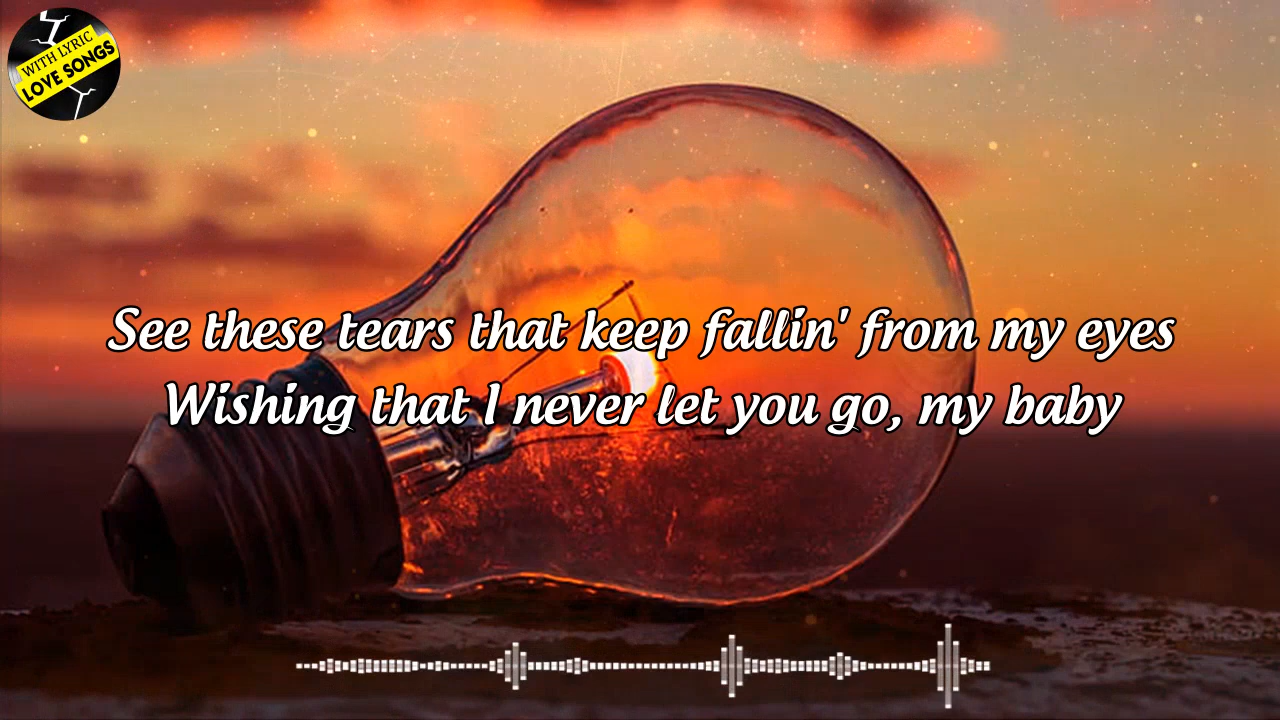 WITH LYRIC
LOVE SONGS
See these tears that keep fallin' from my eyes
Wishing that I never let you go, my baby